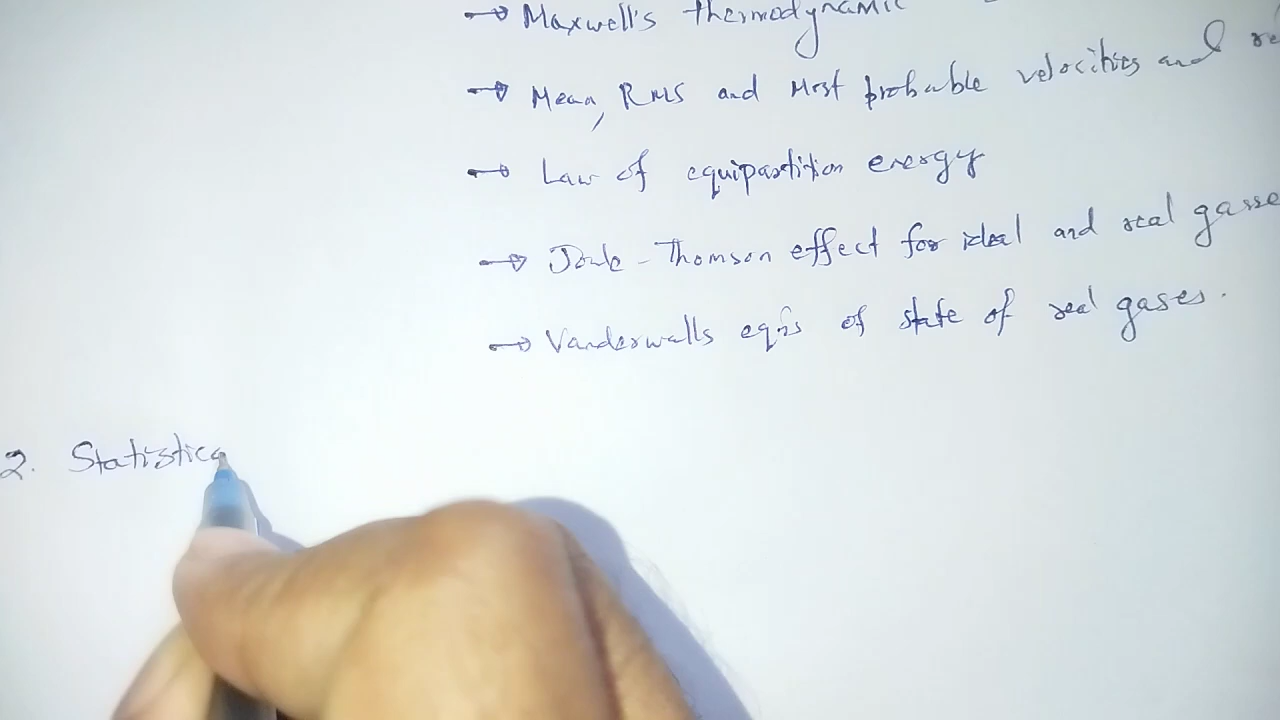 → Maxwell's thermodynamic
→ Mean, RMS and Most probable velocities and
→ Law of equipartition energy
→ Joule - Thomson effect for ideal and real gasse
→ Vanderwalls eqns of state of real gases.
2. Statistica